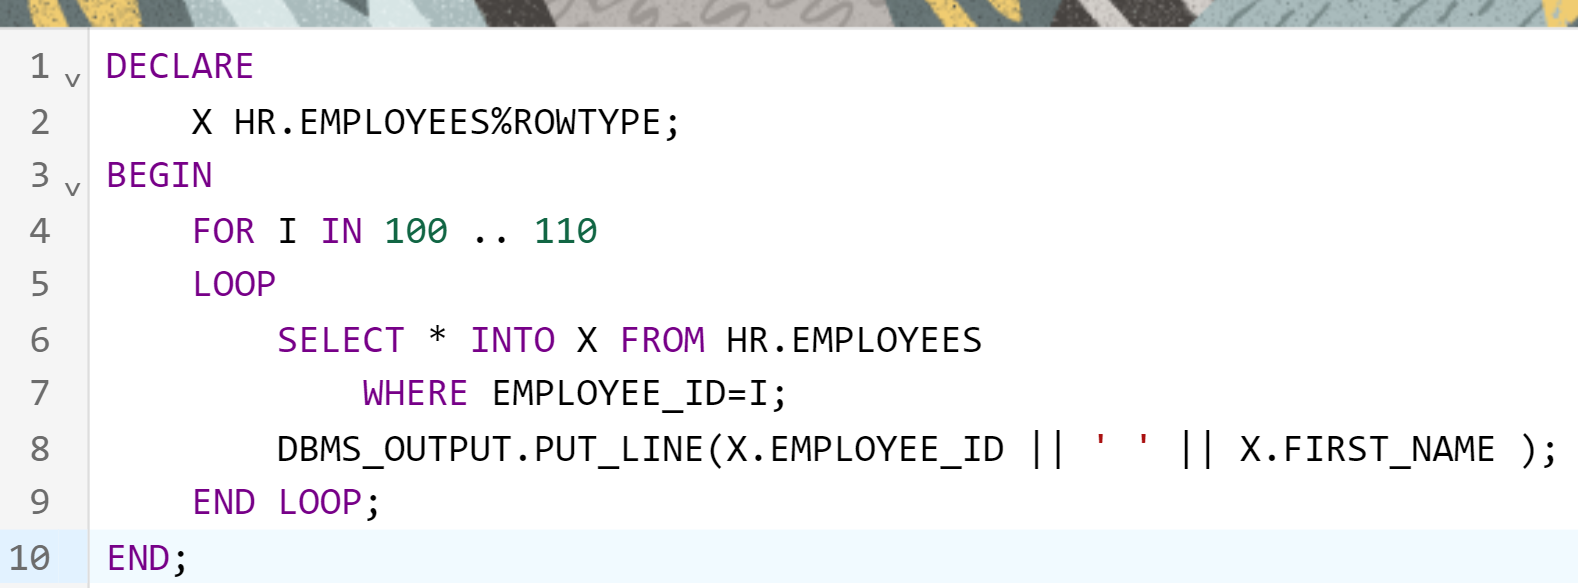 1 DECLARE
2     X HR.EMPLOYEES%ROWTYPE;
3 BEGIN
4     FOR I IN 100 .. 110
5     LOOP
6         SELECT * INTO X FROM HR.EMPLOYEES
7             WHERE EMPLOYEE_ID=I;
8         DBMS_OUTPUT.PUT_LINE(X.EMPLOYEE_ID || ' ' || X.FIRST_NAME );
9     END LOOP;
10 END;